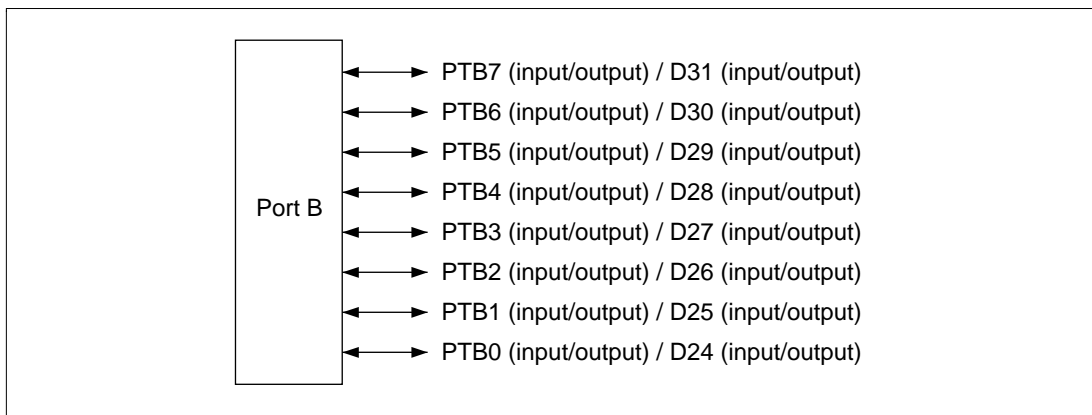 PTB7 (input/output) / D31 (input/output)
PTB6 (input/output) / D30 (input/output)
PTB5 (input/output) / D29 (input/output)
PTB4 (input/output) / D28 (input/output)
Port B
PTB3 (input/output) / D27 (input/output)
PTB2 (input/output) / D26 (input/output)
PTB1 (input/output) / D25 (input/output)
PTB0 (input/output) / D24 (input/output)